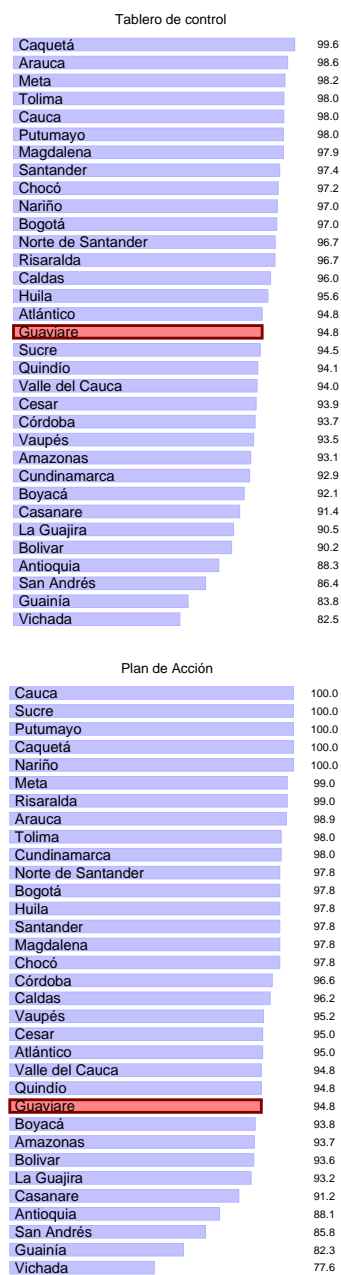 Tablero de control
Caquetá 99.6
Arauca 98.6
Meta 98.2
Tolima 98.0
Cauca 98.0
Putumayo 98.0
Magdalena 97.9
Santander 97.4
Chocó 97.2
Nariño 97.0
Bogotá 97.0
Norte de Santander 96.7
Risaralda 96.7
Caldas 96.0
Huila 95.6
Atlántico 94.8
Guaviare 94.8
Sucre 94.5
Quindío 94.1
Valle del Cauca 94.0
Cesar 93.9
Córdoba 93.7
Vaupés 93.5
Amazonas 93.1
Cundinamarca 92.9
Boyacá 92.1
Casanare 91.4
La Guajira 90.5
Bolivar 90.2
Antioquia 88.3
San Andrés 86.4
Guainía 83.8
Vichada 82.5
Plan de Acción
Cauca 100.0
Sucre 100.0
Putumayo 100.0
Caquetá 100.0
Nariño 100.0
Meta 99.0
Risaralda 99.0
Arauca 98.9
Tolima 98.0
Cundinamarca 98.0
Norte de Santander 97.8
Bogotá 97.8
Huila 97.8
Santander 97.8
Magdalena 97.8
Chocó 97.8
Córdoba 96.6
Caldas 96.2
Vaupés 95.2
Cesar 95.0
Atlántico 95.0
Valle del Cauca 94.8
Quindío 94.8
Guaviare 94.8
Boyacá 93.8
Amazonas 93.7
Bolivar 93.6
La Guajira 93.2
Casanare 91.2
Antioquia 88.1
San Andrés 85.8
Guainía 82.3
Vichada 77.6